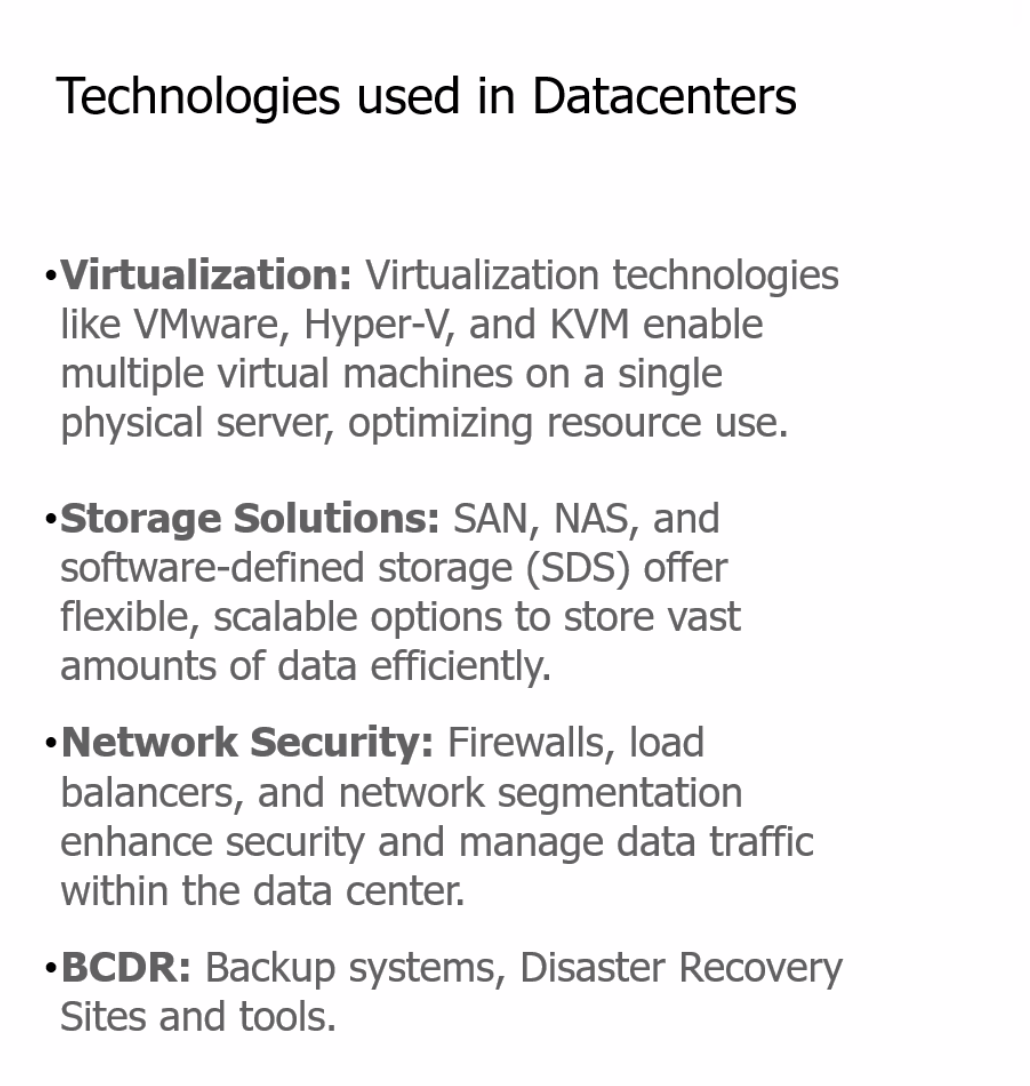 Technologies used in Datacenters
•Virtualization: Virtualization technologies
like VMware, Hyper-V, and KVM enable
multiple virtual machines on a single
physical server, optimizing resource use.
•Storage Solutions: SAN, NAS, and
software-defined storage (SDS) offer
flexible, scalable options to store vast
amounts of data efficiently.
•Network Security: Firewalls, load
balancers, and network segmentation
enhance security and manage data traffic
within the data center.
•BCDR: Backup systems, Disaster Recovery
Sites and tools.